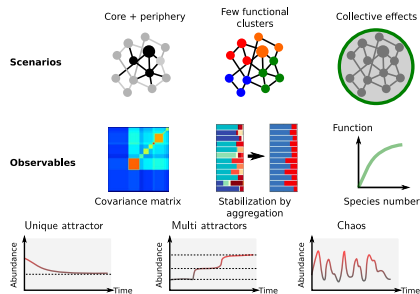 Core + periphery
Few functional
clusters
Collective effects
Scenarios
Function
Observables
Covariance matrix
Stabilization by
aggregation
Species number
Unique attractor
Multi attractors
Chaos
Abundance
Time
Abundance
Time
Abundance
Time